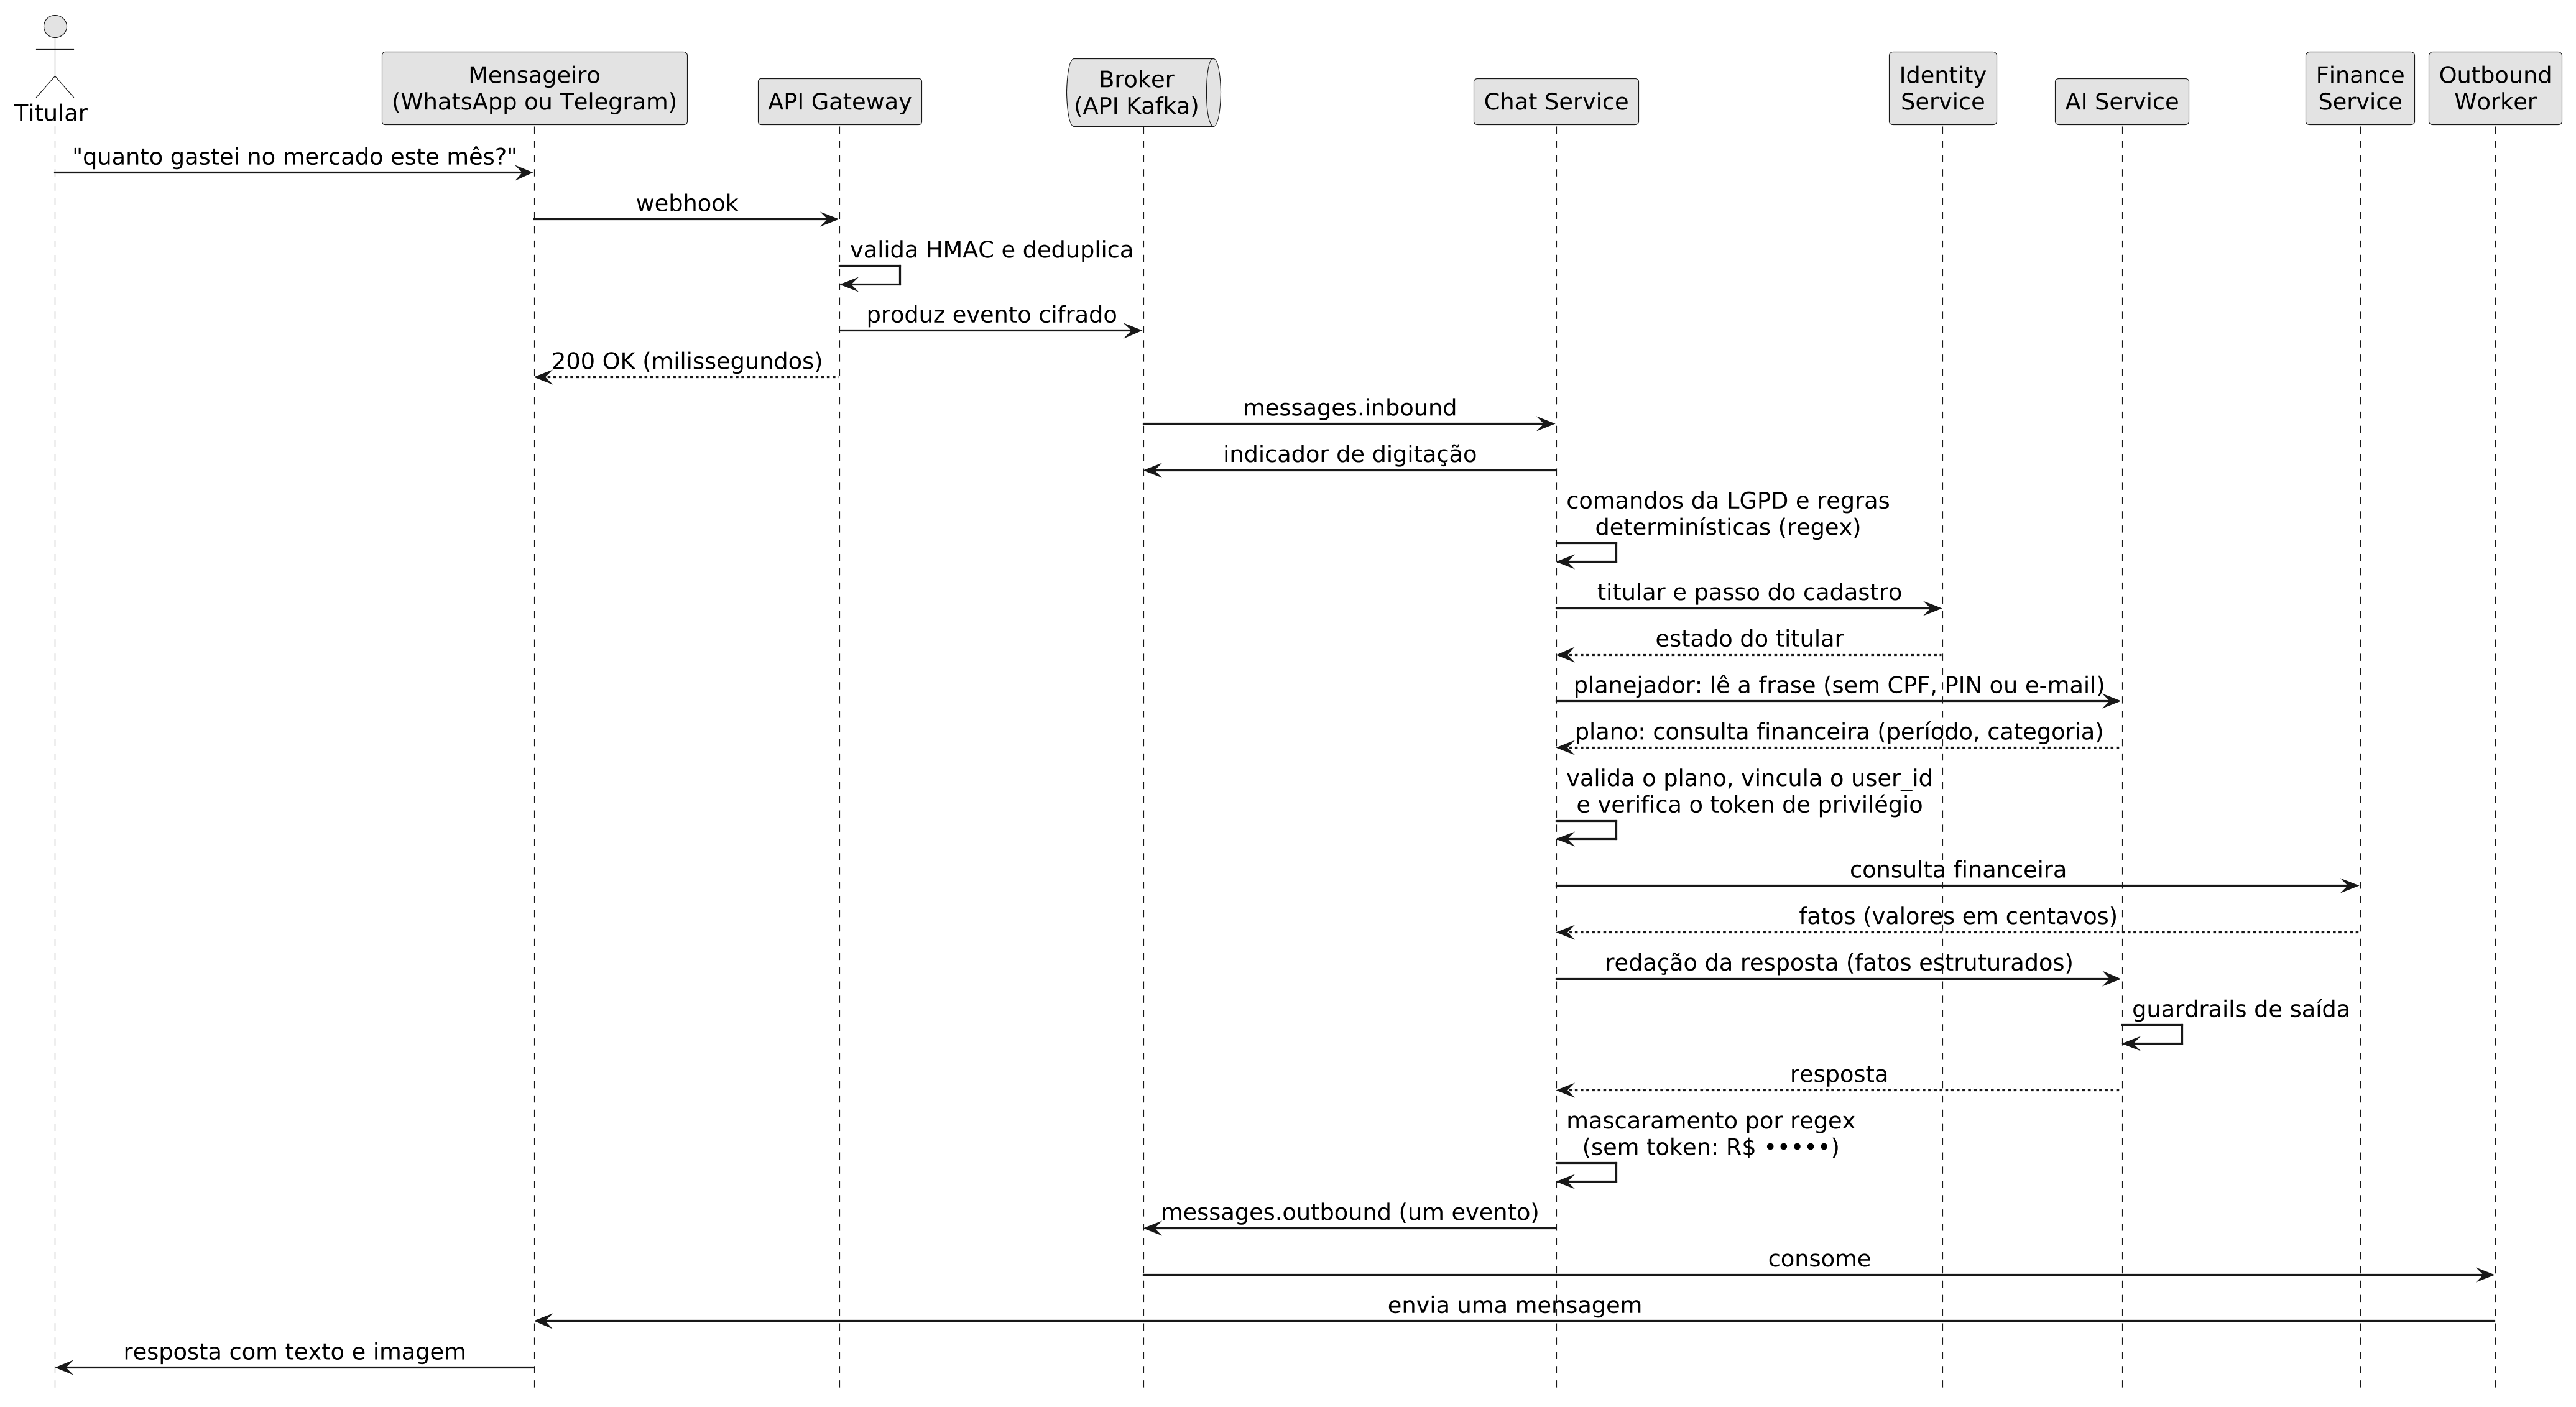 Titular
Mensageiro
(WhatsApp ou Telegram)
API Gateway
Broker
(API Kafka)
Chat Service
Identity
Service
AI Service
Finance
Service
Outbound
Worker
"quanto gastei no mercado este mês?"
webhook
valida HMAC e deduplica
produz evento cifrado
200 OK (milissegundos)
messages.inbound
indicador de digitação
comandos da LGPD e regras
determinísticas (regex)
titular e passo do cadastro
estado do titular
planejador: lê a frase (sem CPF, PIN ou e-mail)
plano: consulta financeira (período, categoria)
valida o plano, vincula o user_id
e verifica o token de privilégio
consulta financeira
fatos (valores em centavos)
redação da resposta (fatos estruturados)
guardrails de saída
resposta
mascaramento por regex
(sem token: R$ •••••)
messages.outbound (um evento)
consome
envia uma mensagem
resposta com texto e imagem